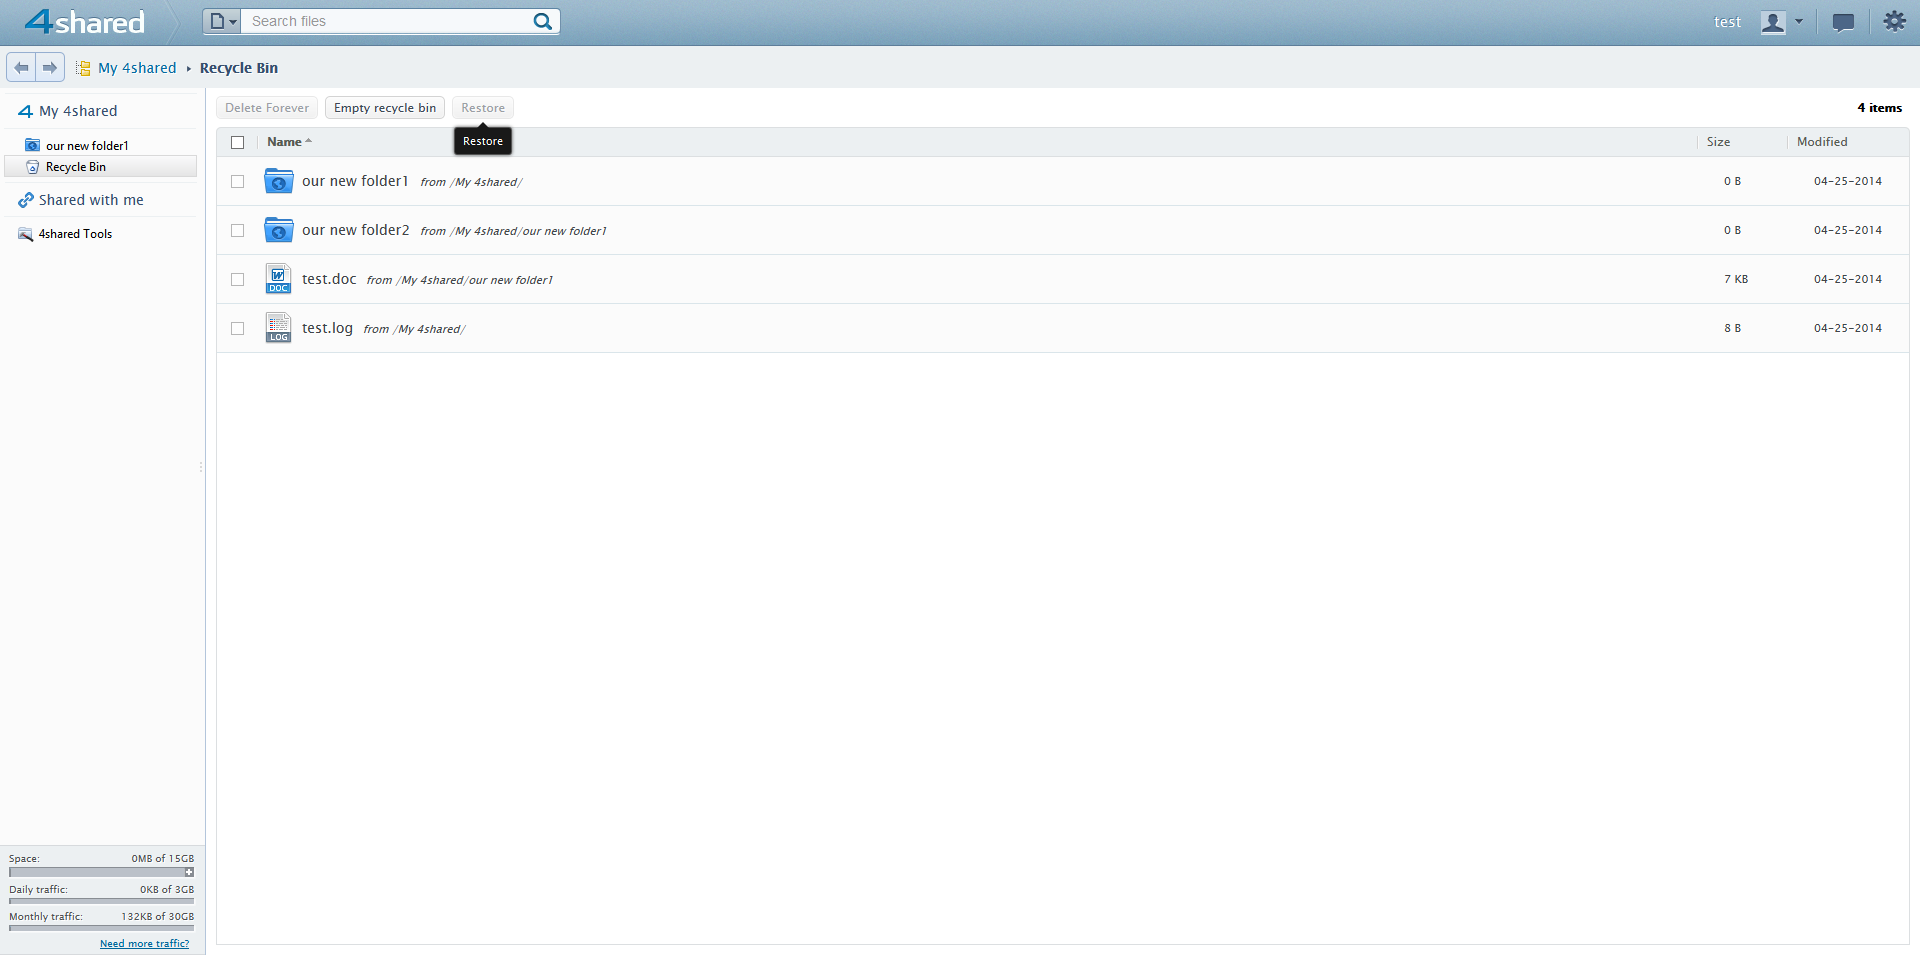 4shared
Search files
test
My 4shared ▸ Recycle Bin
My 4shared
our new folder1
Recycle Bin
Shared with me
4shared Tools
Delete Forever
Empty recycle bin
Restore
4 items
Restore
Name
Size
Modified
our new folder1 from /My 4shared/ 0 B 04-25-2014
our new folder2 from /My 4shared/our new folder1 0 B 04-25-2014
DOC test.doc from /My 4shared/our new folder1 7 KB 04-25-2014
LOG test.log from /My 4shared/ 8 B 04-25-2014
Space: 0MB of 15GB
Daily traffic: 0KB of 3GB
Monthly traffic: 132KB of 30GB
Need more traffic?